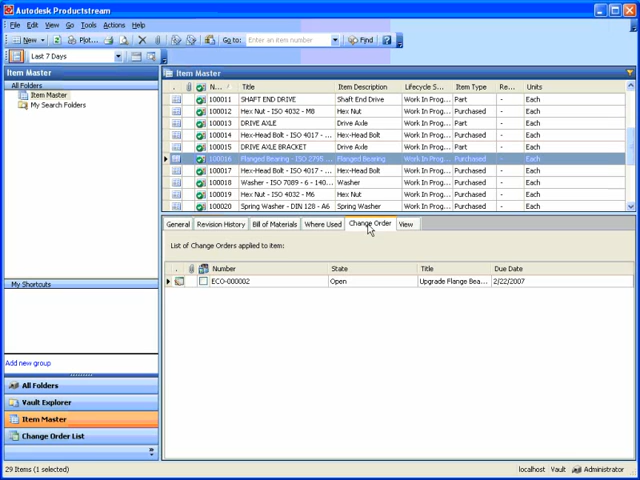 Autodesk Productstream
File Edit View Go Tools Actions Help
New Plot... Go to: Enter an item number Find
Last 7 Days
Item Master
All Folders
Item Master
My Search Folders
My Shortcuts
Add new group
All Folders
Vault Explorer
Item Master
Change Order List
Item Master
. N... Title Item Description Lifecycle S... Item Type Re... Units
100011 SHAFT END DRIVE Shaft End Drive Work In Prog... Part - Each
100012 Hex Nut - ISO 4032 - M8 Hex Nut Work In Prog... Purchased - Each
100013 DRIVE AXLE Drive Axle Work In Prog... Part - Each
100014 Hex-Head Bolt - ISO 4017 - ... Hex-Head Bolt Work In Prog... Purchased - Each
100015 DRIVE AXLE BRACKET Drive Axle Work In Prog... Part - Each
100016 Flanged Bearing - ISO 2795 ... Flanged Bearing Work In Prog... Purchased - Each
100017 Hex-Head Bolt - ISO 4017 - ... Hex-Head Bolt Work In Prog... Purchased - Each
100018 Washer - ISO 7089 - 6 - 140... Washer Work In Prog... Purchased - Each
100019 Hex Nut - ISO 4032 - M6 Hex Nut Work In Prog... Purchased - Each
100020 Spring Washer - DIN 128 - A6 Spring Washer Work In Prog... Purchased - Each
General Revision History Bill of Materials Where Used Change Order View
List of Change Orders applied to item:
. Number State Title Due Date
ECO-000002 Open Upgrade Flange Bea... 2/22/2007
29 Items (1 selected) localhost Vault Administrator